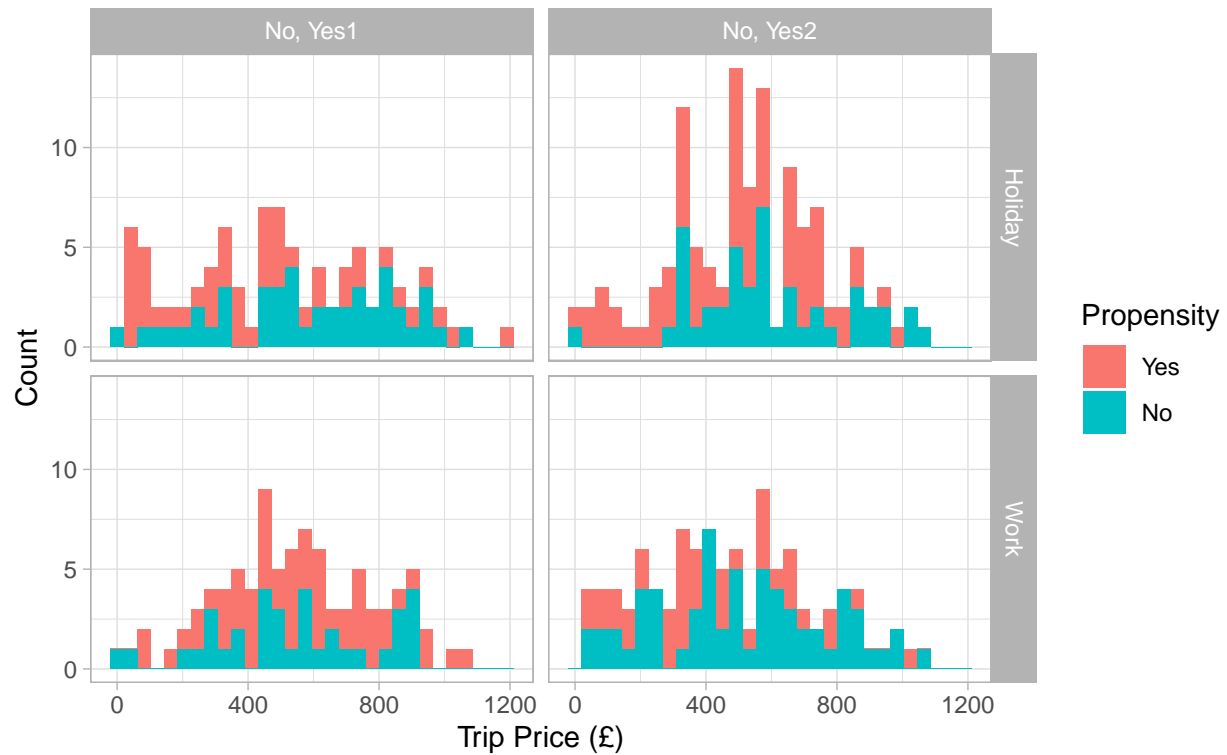 No, Yes1
No, Yes2
10
5
0
Holiday
10
5
0
Work
Count
0
400
800
1200
0
400
800
1200
Trip Price (£)
Propensity
Yes
No